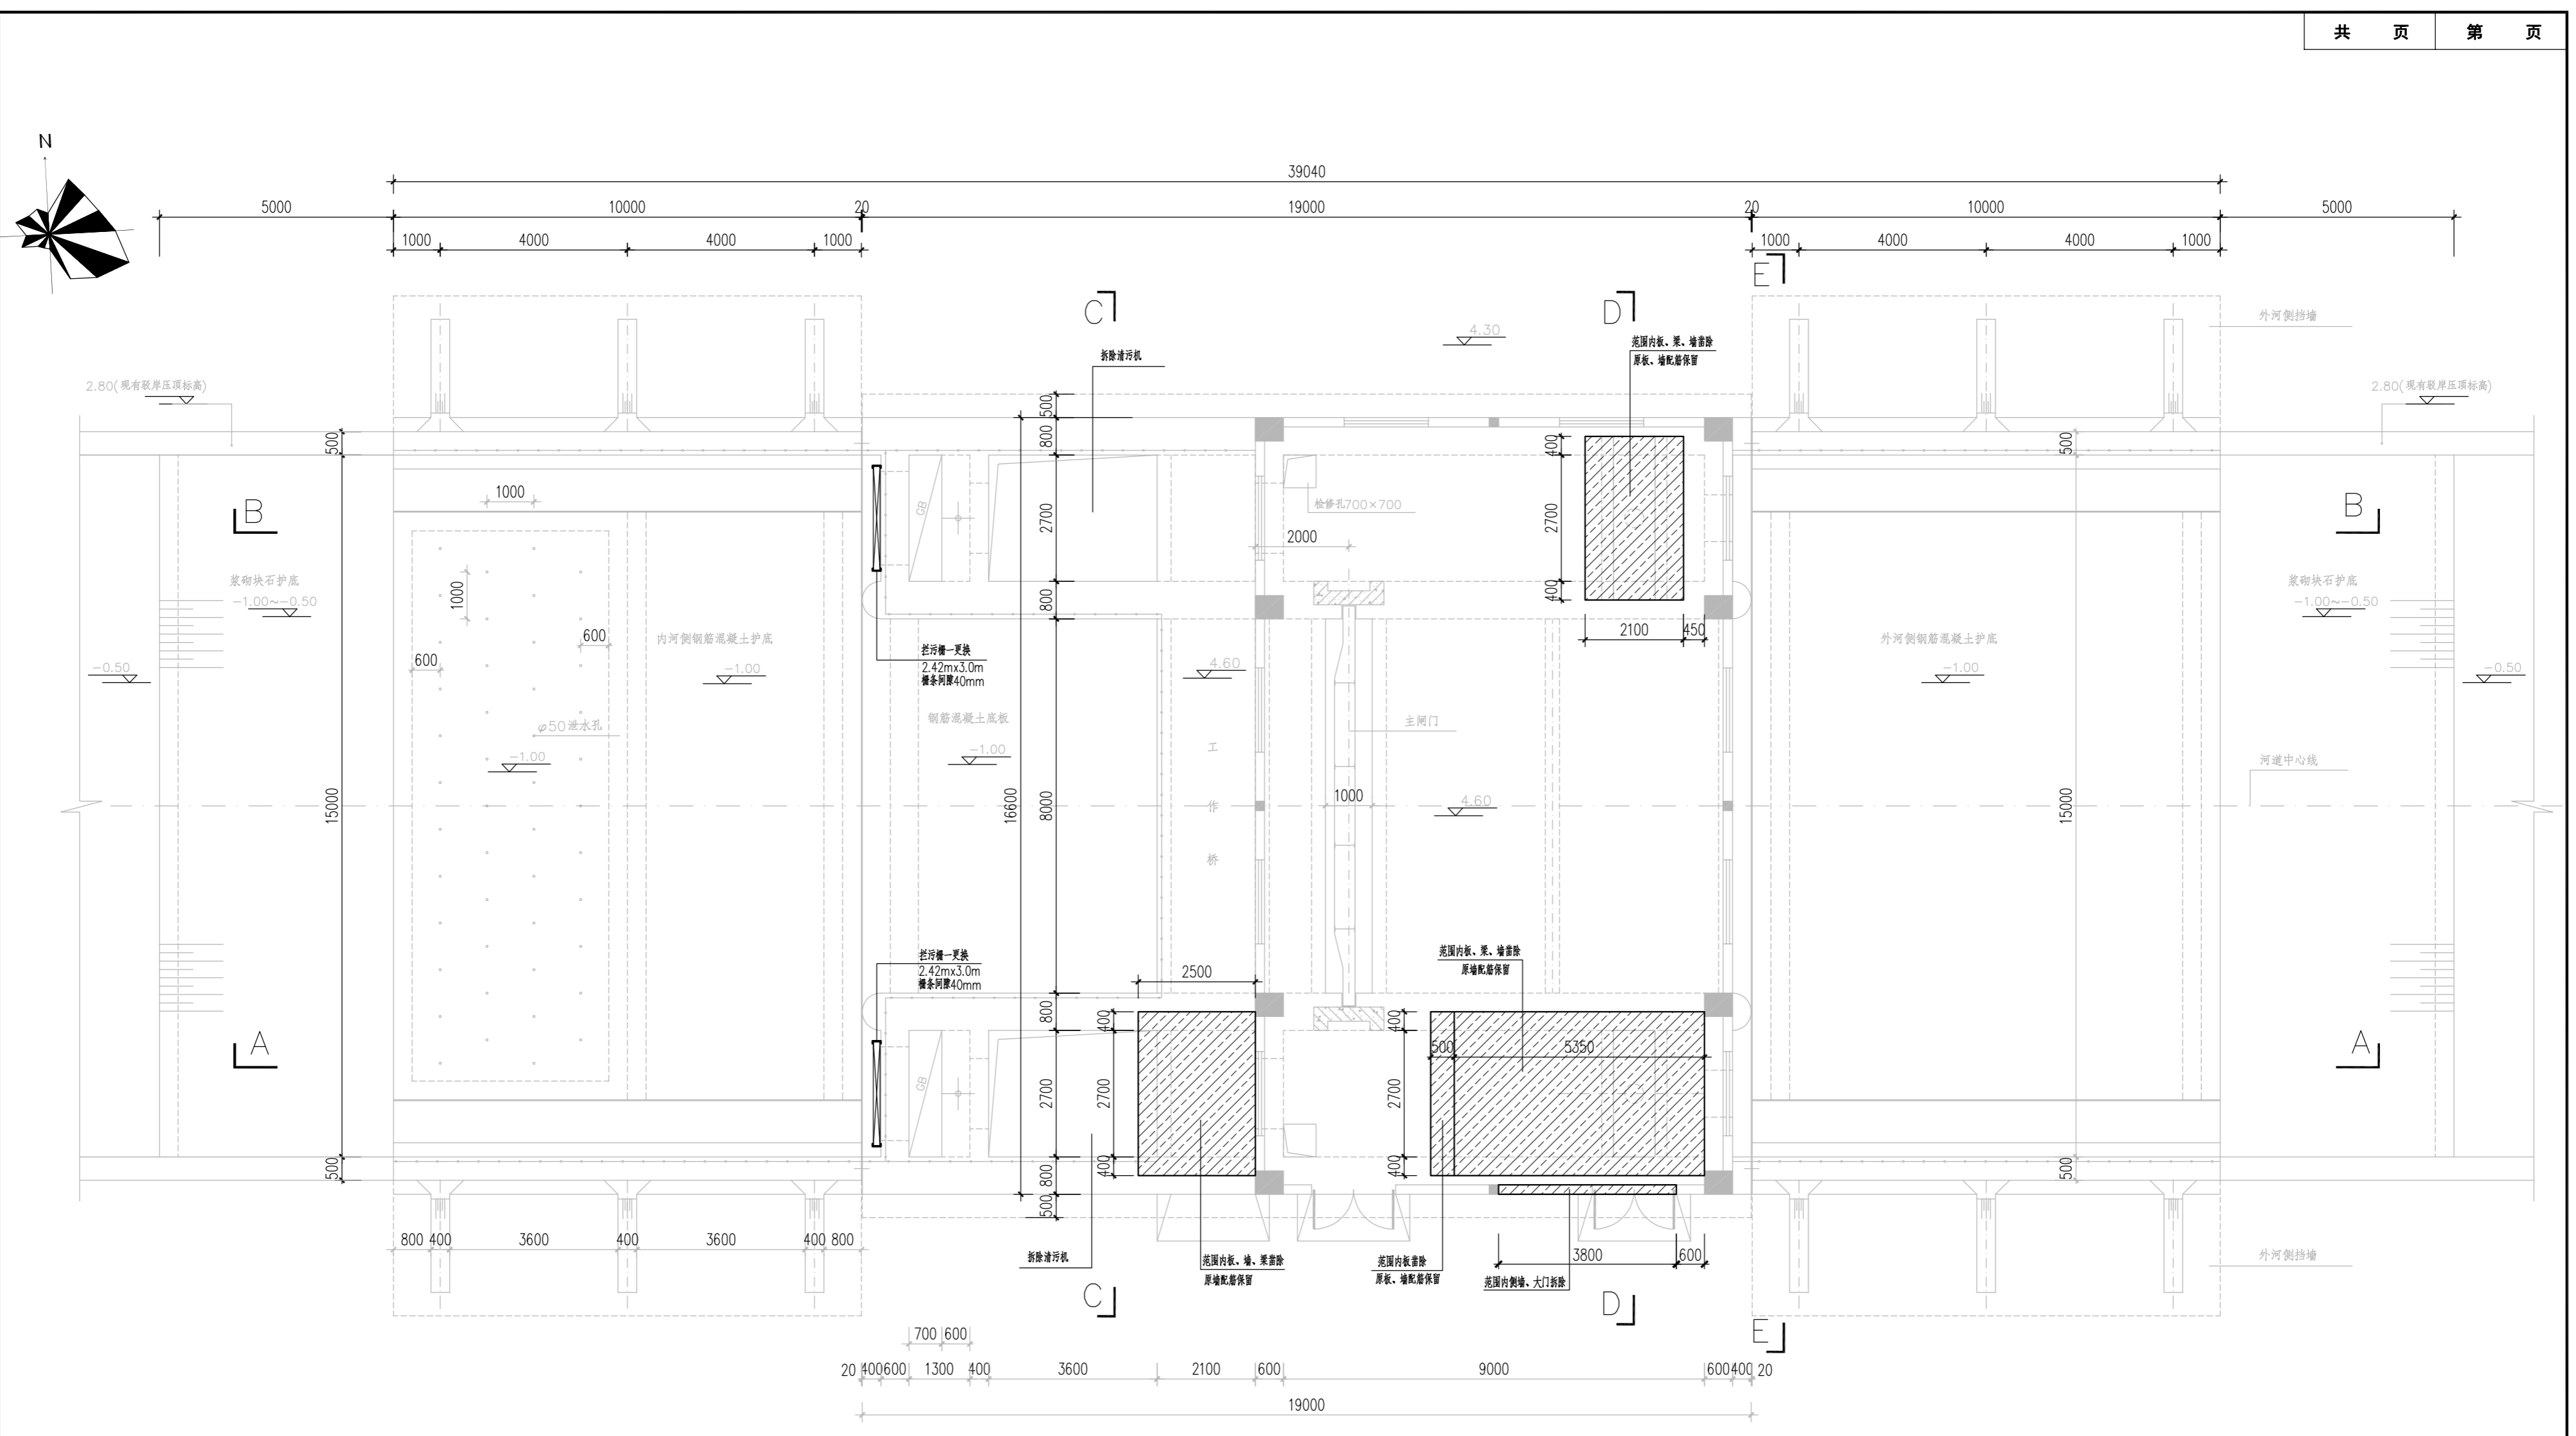 共 页 第 页
N
39040
5000 10000 20 19000 20 10000 5000
1000 4000 4000 1000 1000 4000 4000 1000
E
C D
4.30
外河侧挡墙
拆除清污机
范围内板、梁、墙凿除
原板、墙配筋保留
2.80(现有驳岸压顶标高)
2.80(现有驳岸压顶标高)
500
500
800
400
500
500
1000
B
GB
检修孔700×700
B
2700
2700
2000
浆砌块石护底
-1.00~-0.50
1000
浆砌块石护底
-1.00~-0.50
800
400
600
2100 450
内河侧钢筋混凝土护底
外河侧钢筋混凝土护底
拦污栅—更换
2.42mx3.0m
栅条间隙40mm
600
-0.50
-1.00
4.60
-1.00
-0.50
φ50泄水孔
钢筋混凝土底板
主闸门
-1.00
-1.00
工
作
桥
河道中心线
15000
16600
8000
1000
4.60
15000
拦污栅—更换
2.42mx3.0m
栅条间隙40mm
范围内板、梁、墙凿除
原墙配筋保留
2500
800
400
400
A
500 5350
A
GB
2700
2700
2700
500
800
400
400
500
500
800 400 3600 400 3600 400 800
拆除清污机
范围内板、墙、梁凿除
原墙配筋保留
范围内板凿除
原板、墙配筋保留
3800 600
范围内侧墙、大门拆除
外河侧挡墙
C D
E
700 600
20 400 600 1300 400 3600 2100 600 9000 600 400 20
19000